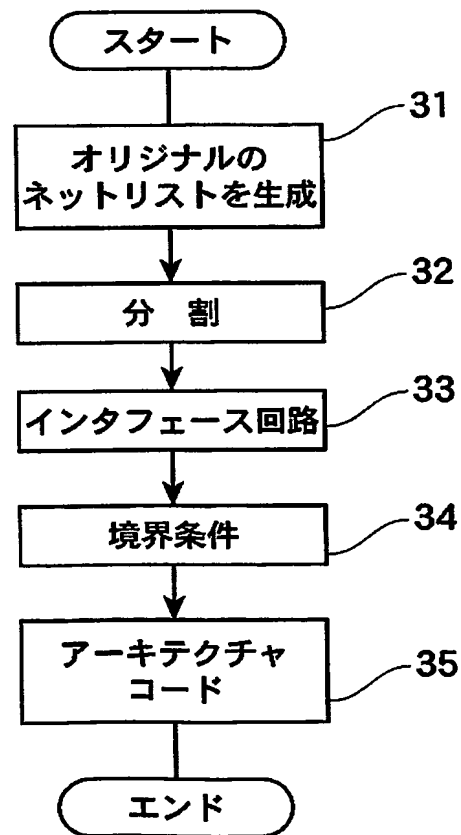 スタート
31
オリジナルの
ネットリストを生成
32
分 割
33
インタフェース回路
34
境界条件
35
アーキテクチャ
コード
エンド